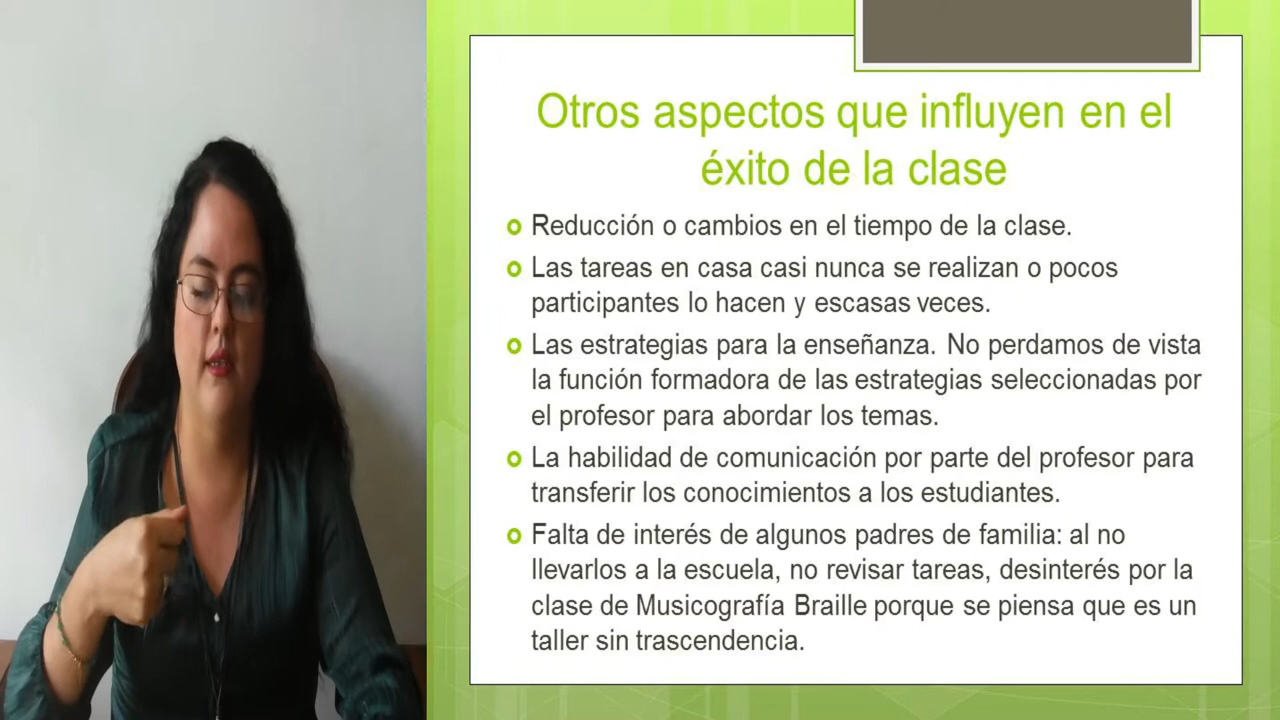 Otros aspectos que influyen en el
éxito de la clase
Reducción o cambios en el tiempo de la clase.
Las tareas en casa casi nunca se realizan o pocos
participantes lo hacen y escasas veces.
Las estrategias para la enseñanza. No perdamos de vista
la función formadora de las estrategias seleccionadas por
el profesor para abordar los temas.
La habilidad de comunicación por parte del profesor para
transferir los conocimientos a los estudiantes.
Falta de interés de algunos padres de familia: al no
llevarlos a la escuela, no revisar tareas, desinterés por la
clase de Musicografía Braille porque se piensa que es un
taller sin trascendencia.